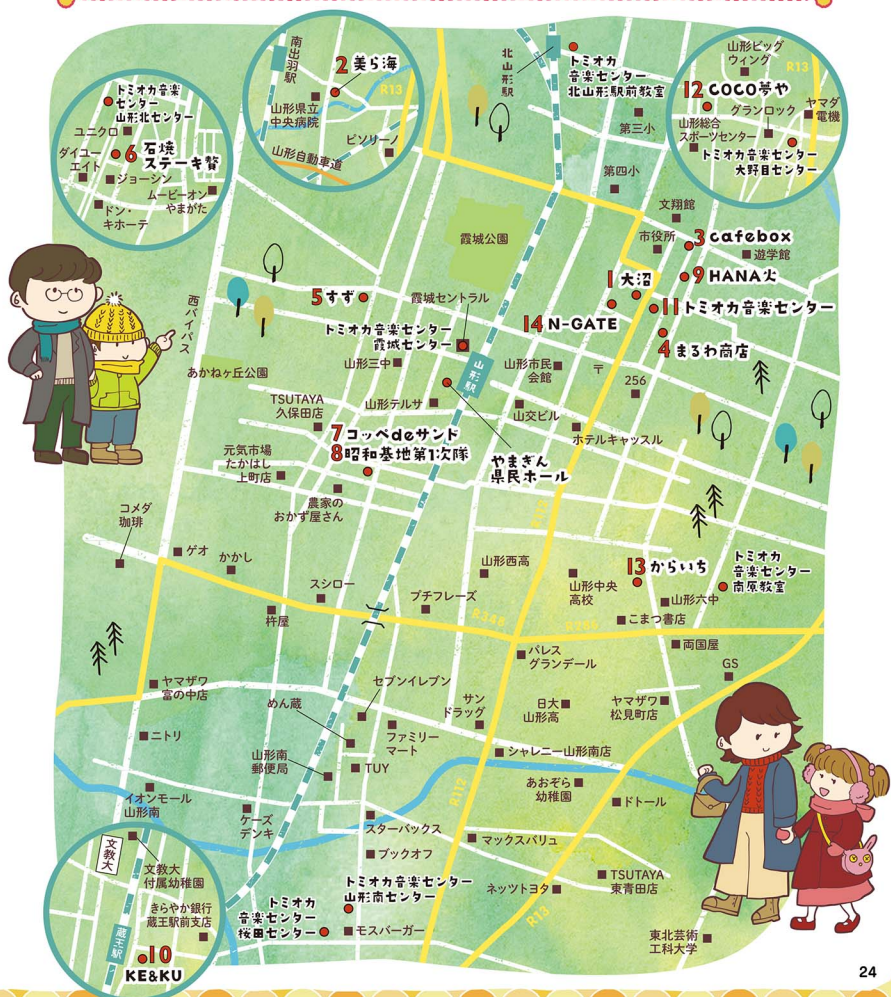 トミオカ音楽
センター
山形北センター
ユニクロ
6 石焼
ステーキ贅
ダイユー
エイト
ジョーシン
ムービーオン
やまがた
ドン・
キホーテ
南出羽駅
2 美ら海
R13
山形県立
中央病院
ピソリーノ
山形自動車道
北山形駅
トミオカ
音楽センター
北山形駅前教室
第三小
第四小
山形ビッグ
ウィング
R13
12 COCO夢や
グランロック
ヤマダ
電機
山形総合
スポーツセンター
トミオカ音楽センター
大野目センター
文翔館
市役所
3 cafebox
遊学館
霞城公園
9 HANA火
1 大沼
11 トミオカ音楽センター
14 N-GATE
4 まるわ商店
5 すず
霞城セントラル
トミオカ音楽センター
霞城センター
西バイパス
山形三中
山形駅
山形市民
会館
〒
256
あかねヶ丘公園
TSUTAYA
久保田店
山形テルサ
山交ビル
ホテルキャッスル
7 コッペdeサンド
8 昭和基地第1次隊
やまぎん
県民ホール
元気市場
たかはし
上町店
農家の
おかず屋さん
コメダ
珈琲
R112
ゲオ
かかし
スシロー
山形西高
山形中央
高校
13 からいち
トミオカ
音楽センター
南原教室
山形六中
こまつ書店
杵屋
プチフレーズ
R348
R286
両国屋
パレス
グランデール
GS
ヤマザワ
富の中店
セブンイレブン
めん蔵
サン
ドラッグ
日大
山形高
ヤマザワ
松見町店
ニトリ
ファミリー
マート
シャレニー山形南店
山形南
郵便局
TUY
あおぞら
幼稚園
R112
ドトール
イオンモール
山形南
ケーズ
デンキ
スターバックス
マックスバリュ
ブックオフ
文教大
文教大
付属幼稚園
きらやか銀行
蔵王駅前支店
蔵王駅
10
KE&KU
トミオカ
音楽センター
桜田センター
トミオカ音楽センター
山形南センター
モスバーガー
ネッツトヨタ
TSUTAYA
東青田店
R13
東北芸術
工科大学
24